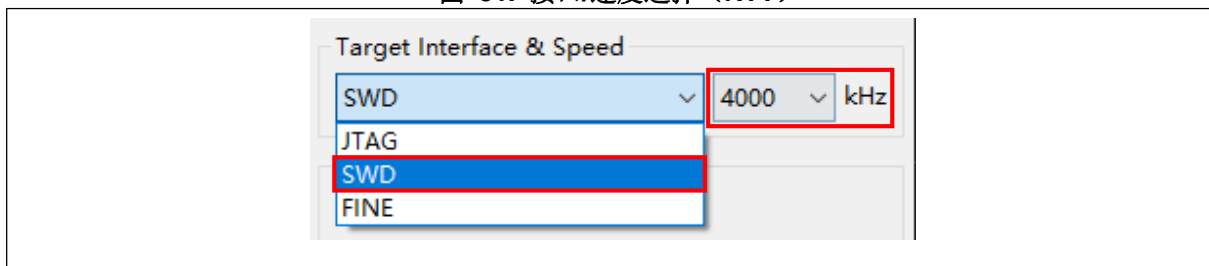 Target Interface & Speed
SWD 4000 kHz
JTAG
SWD
FINE